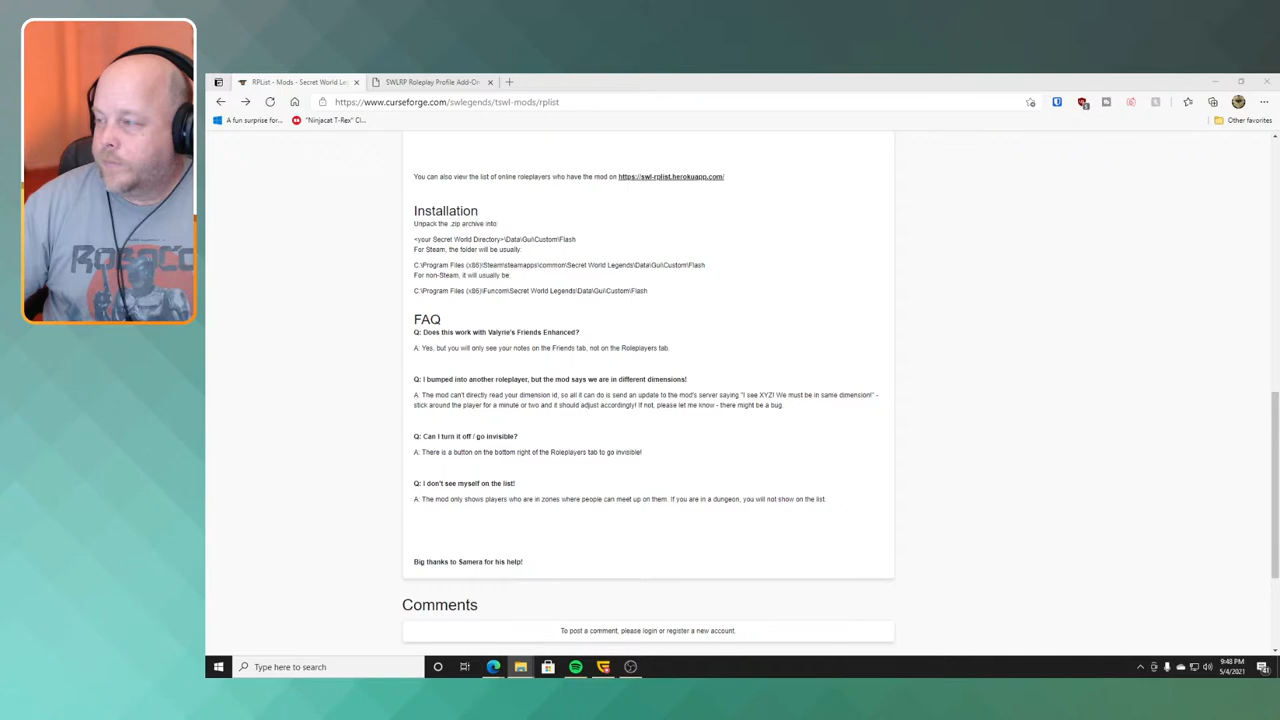 RPList - Mods - Secret World Le
SWLRP Roleplay Profile Add-On
https://www.curseforge.com/swlegends/tswl-mods/rplist
A fun surprise for...
"Ninjacat T-Rex" Cl...
Other favorites
You can also view the list of online roleplayers who have the mod on https://swl-rplist.herokuapp.com/
Installation
Unpack the .zip archive into:
<your Secret World Directory>\Data\Gui\Custom\Flash
For Steam, the folder will be usually:
C:\Program Files (x86)\Steam\steamapps\common\Secret World Legends\Data\Gui\Custom\Flash
For non-Steam, it will usually be:
C:\Program Files (x86)\Funcom\Secret World Legends\Data\Gui\Custom\Flash
FAQ
Q: Does this work with Valyrie's Friends Enhanced?
A: Yes, but you will only see your notes on the Friends tab, not on the Roleplayers tab.
Q: I bumped into another roleplayer, but the mod says we are in different dimensions!
A: The mod can't directly read your dimension id, so all it can do is send an update to the mod's server saying "I see XYZ! We must be in same dimension!" -
stick around the player for a minute or two and it should adjust accordingly! If not, please let me know - there might be a bug
Q: Can I turn it off / go invisible?
A: There is a button on the bottom right of the Roleplayers tab to go invisible!
Q: I don't see myself on the list!
A: The mod only shows players who are in zones where people can meet up on them. If you are in a dungeon, you will not show on the list.
Big thanks to Samera for his help!
Comments
To post a comment, please login or register a new account.
Type here to search
9:48 PM
5/4/2021